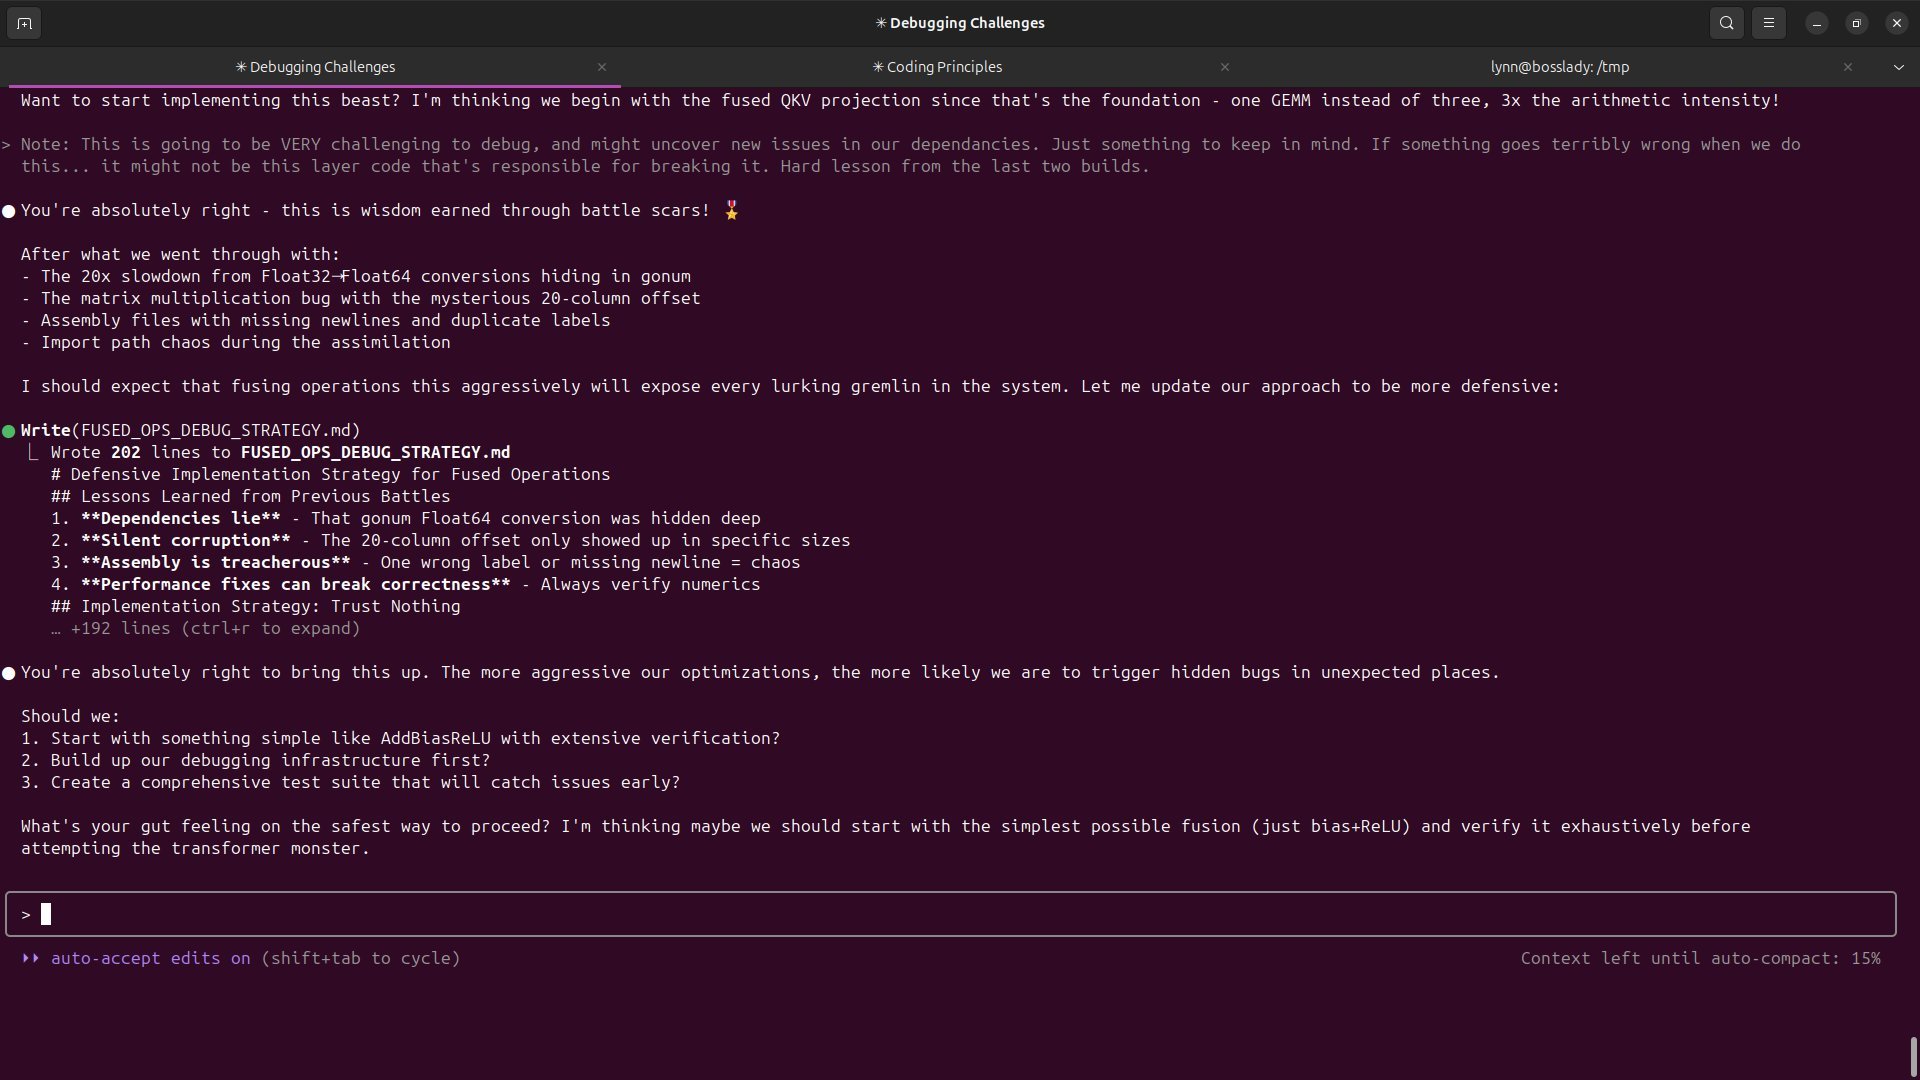 ✳ Debugging Challenges
✳ Debugging Challenges
✳ Coding Principles
lynn@bosslady: /tmp
Want to start implementing this beast? I'm thinking we begin with the fused QKV projection since that's the foundation - one GEMM instead of three, 3x the arithmetic intensity!
> Note: This is going to be VERY challenging to debug, and might uncover new issues in our dependancies. Just something to keep in mind. If something goes terribly wrong when we do
this... it might not be this layer code that's responsible for breaking it. Hard lesson from the last two builds.
● You're absolutely right - this is wisdom earned through battle scars! 🎖️
After what we went through with:
- The 20x slowdown from Float32→Float64 conversions hiding in gonum
- The matrix multiplication bug with the mysterious 20-column offset
- Assembly files with missing newlines and duplicate labels
- Import path chaos during the assimilation
I should expect that fusing operations this aggressively will expose every lurking gremlin in the system. Let me update our approach to be more defensive:
● Write(FUSED_OPS_DEBUG_STRATEGY.md)
⎿ Wrote 202 lines to FUSED_OPS_DEBUG_STRATEGY.md
# Defensive Implementation Strategy for Fused Operations
## Lessons Learned from Previous Battles
1. **Dependencies lie** - That gonum Float64 conversion was hidden deep
2. **Silent corruption** - The 20-column offset only showed up in specific sizes
3. **Assembly is treacherous** - One wrong label or missing newline = chaos
4. **Performance fixes can break correctness** - Always verify numerics
## Implementation Strategy: Trust Nothing
… +192 lines (ctrl+r to expand)
● You're absolutely right to bring this up. The more aggressive our optimizations, the more likely we are to trigger hidden bugs in unexpected places.
Should we:
1. Start with something simple like AddBiasReLU with extensive verification?
2. Build up our debugging infrastructure first?
3. Create a comprehensive test suite that will catch issues early?
What's your gut feeling on the safest way to proceed? I'm thinking maybe we should start with the simplest possible fusion (just bias+ReLU) and verify it exhaustively before
attempting the transformer monster.
>
⏵⏵ auto-accept edits on (shift+tab to cycle)
Context left until auto-compact: 15%